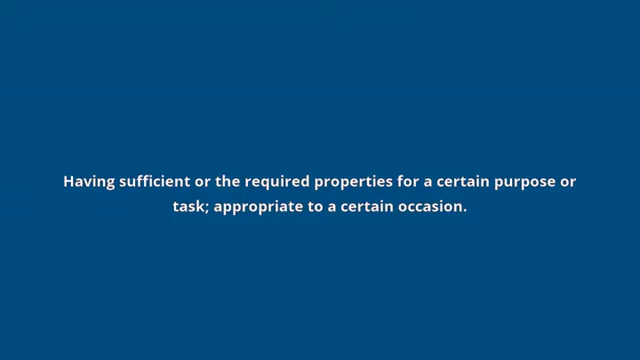 Having sufficient or the required properties for a certain purpose or
task; appropriate to a certain occasion.